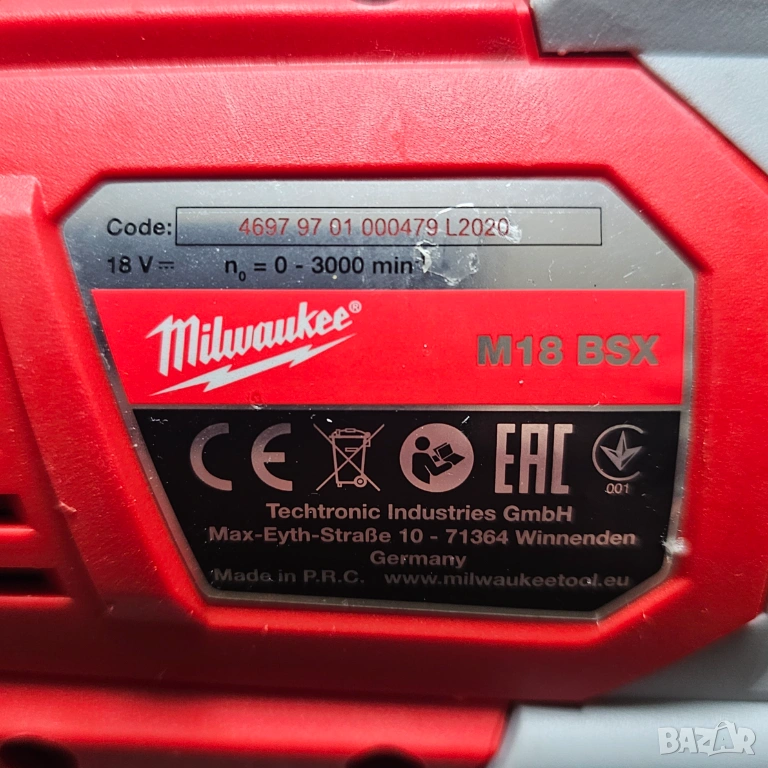 Code: 4697 97 01 000479 L2020
18 V n₀ = 0 - 3000 min
Milwaukee®
M18 BSX
CE EAC
.001
Techtronic Industries GmbH
Max-Eyth-Straße 10 - 71364 Winnenden
Germany
Made in P.R.C. www.milwaukeetool.eu
BAZAR